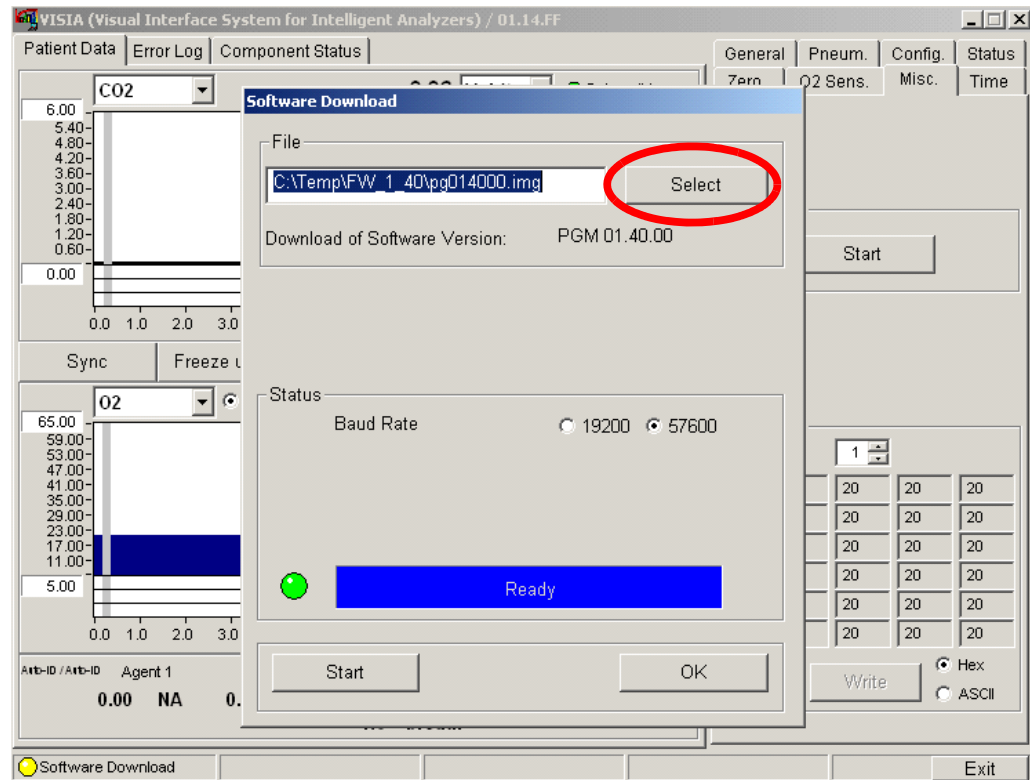 VISIA (Visual Interface System for Intelligent Analyzers) / 01.14.FF
Patient Data Error Log Component Status
General Pneum. Config. Status
Zero O2 Sens. Misc. Time
CO2
6.00
5.40
4.80
4.20
3.60
3.00
2.40
1.80
1.20
0.60
0.00
0.0 1.0 2.0 3.0
Sync Freeze
O2
65.00
59.00
53.00
47.00
41.00
35.00
29.00
23.00
17.00
11.00
5.00
0.0 1.0 2.0 3.0
Auto-ID / Auto-ID Agent 1
0.00 NA 0.
Software Download
File
C:\Temp\FW_1_40\pg014000.img Select
Download of Software Version: PGM 01.40.00
Status
Baud Rate 19200 57600
Ready
Start OK
Start
1
20 20 20
20 20 20
20 20 20
20 20 20
20 20 20
20 20 20
Write Hex
ASCII
Software Download Exit